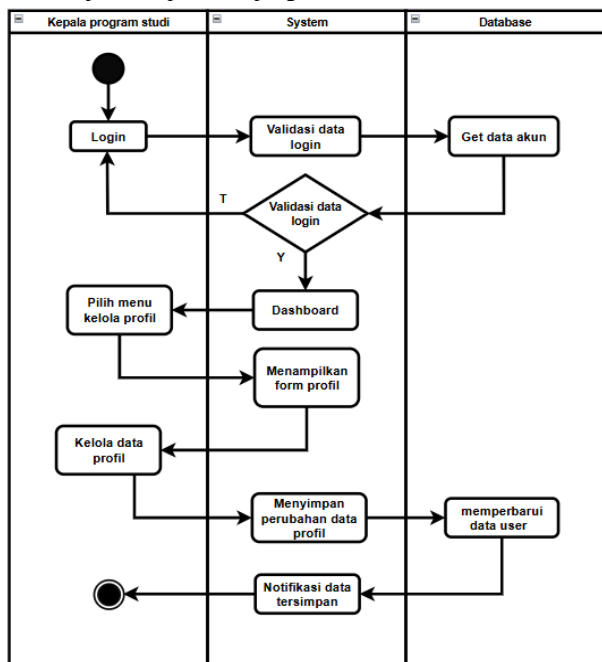 Kepala program studi
System
Database
Login
Validasi data
login
Get data akun
T
Validasi data
login
Y
Pilih menu
kelola profil
Dashboard
Menampilkan
form profil
Kelola data
profil
Menyimpan
perubahan data
profil
memperbarui
data user
Notifikasi data
tersimpan